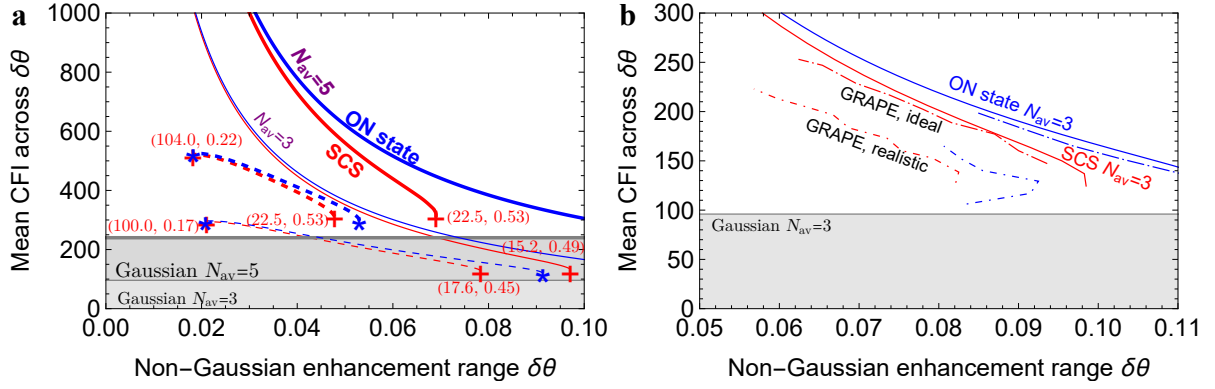 a
1000
800
600
400
200
0
Mean CFI across δθ
N_av=5
ON state
SCS
N_av=3
(104.0, 0.22)
(22.5, 0.53)
(22.5, 0.53)
(100.0, 0.17)
(15.2, 0.49)
(17.6, 0.45)
Gaussian N_av=5
Gaussian N_av=3
0.00 0.02 0.04 0.06 0.08 0.10
Non−Gaussian enhancement range δθ
b
300
250
200
150
100
50
0
Mean CFI across δθ
GRAPE, ideal
GRAPE, realistic
ON state N_av=3
SCS N_av=3
Gaussian N_av=3
0.05 0.06 0.07 0.08 0.09 0.10 0.11
Non−Gaussian enhancement range δθ